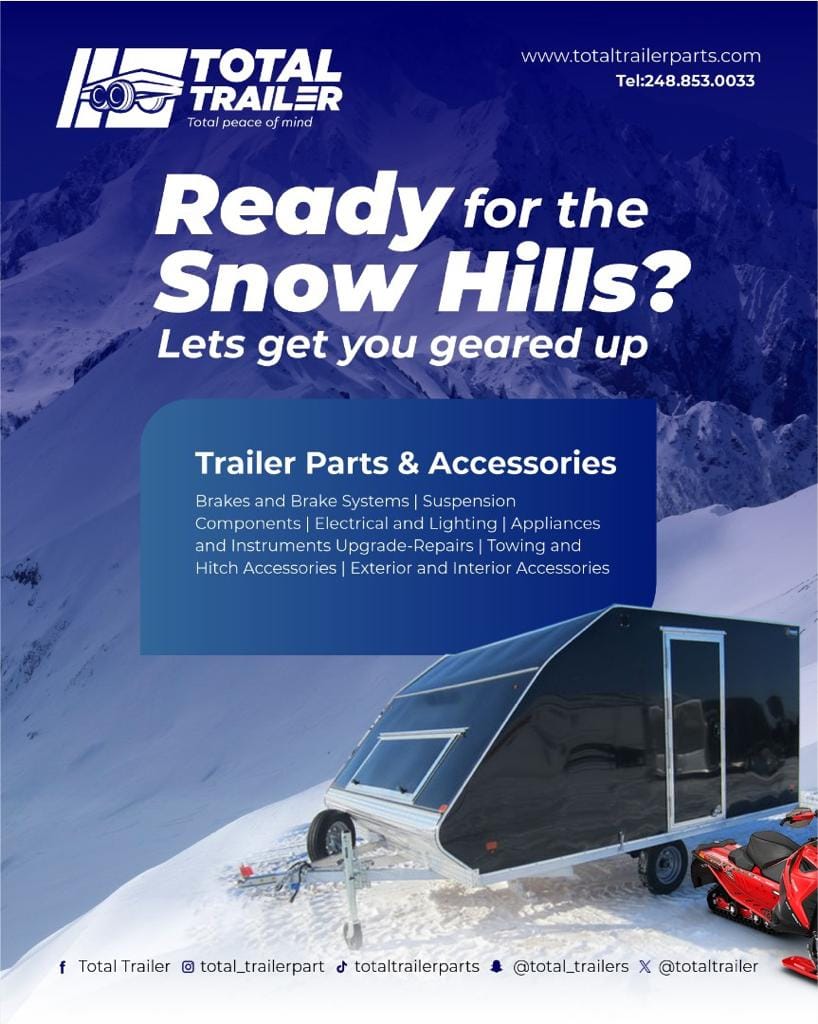 TOTAL
TRAILER
Total peace of mind
www.totaltrailerparts.com
Tel:248.853.0033
Ready for the
Snow Hills?
Lets get you geared up
Trailer Parts & Accessories
Brakes and Brake Systems | Suspension
Components | Electrical and Lighting | Appliances
and Instruments Upgrade-Repairs | Towing and
Hitch Accessories | Exterior and Interior Accessories
Total Trailer total_trailerpart totaltrailerparts @total_trailers @totaltrailer